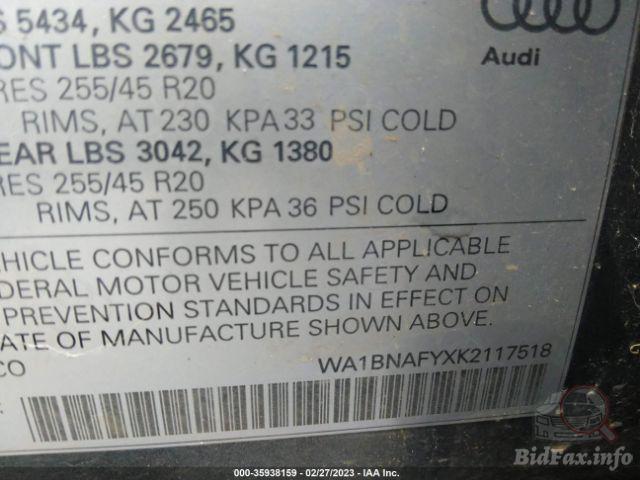 5434, KG 2465
ONT LBS 2679, KG 1215
RES 255/45 R20
RIMS, AT 230 KPA 33 PSI COLD
EAR LBS 3042, KG 1380
RES 255/45 R20
RIMS, AT 250 KPA 36 PSI COLD
Audi
EHICLE CONFORMS TO ALL APPLICABLE
DERAL MOTOR VEHICLE SAFETY AND
PREVENTION STANDARDS IN EFFECT ON
ATE OF MANUFACTURE SHOWN ABOVE.
CO
WA1BNAFYXK2117518
BidFax.info
000-35938159 - 02/27/2023 - IAA Inc.